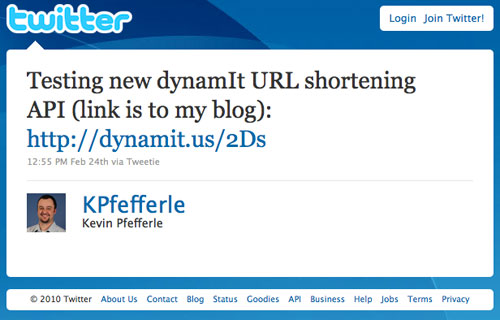 twitter
Login Join Twitter!
Testing new dynamIt URL shortening
API (link is to my blog):
http://dynamit.us/2Ds
12:55 PM Feb 24th via Tweetie
KPfefferle
Kevin Pfefferle
© 2010 Twitter About Us Contact Blog Status Goodies API Business Help Jobs Terms Privacy